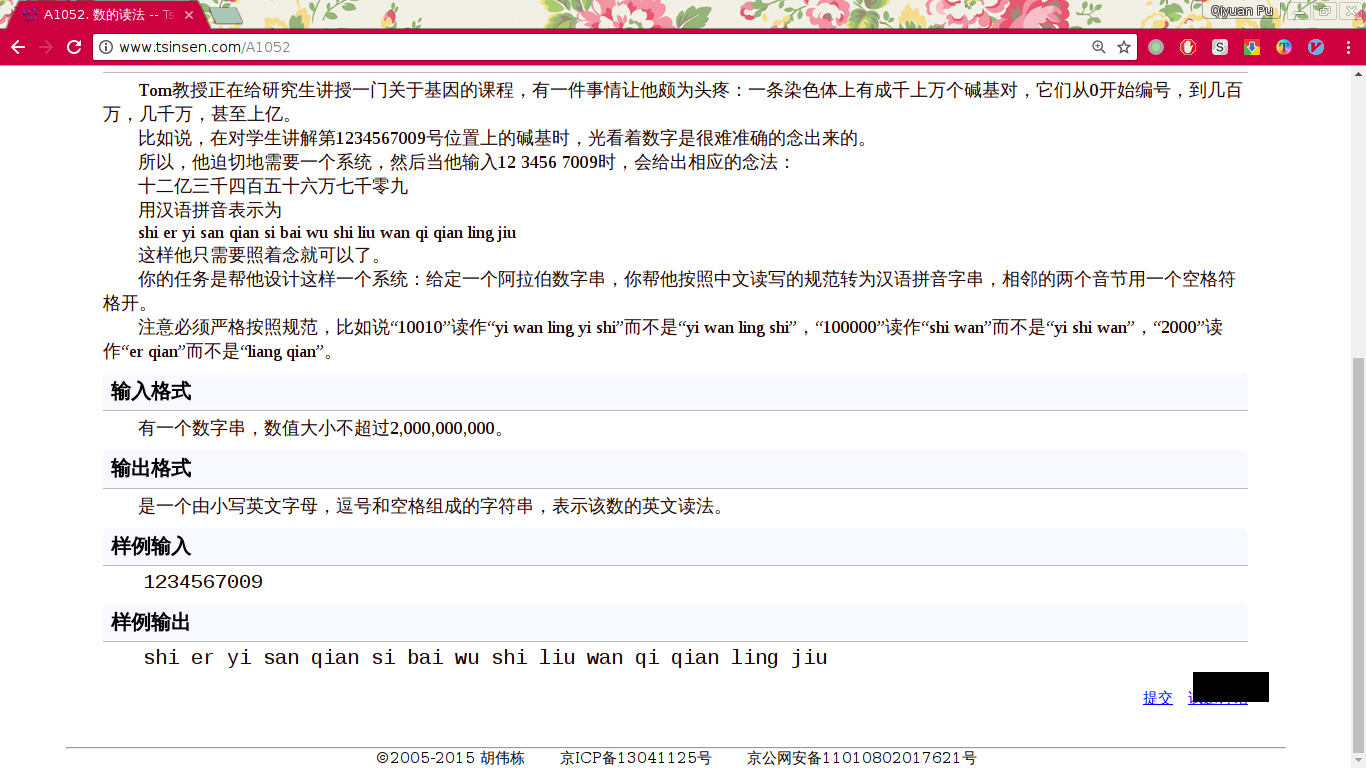 A1052. 数的读法 -- Ts
Qiyuan Pu
www.tsinsen.com/A1052
Tom教授正在给研究生讲授一门关于基因的课程，有一件事情让他颇为头疼：一条染色体上有成千上万个碱基对，它们从0开始编号，到几百
万，几千万，甚至上亿。
比如说，在对学生讲解第1234567009号位置上的碱基时，光看着数字是很难准确的念出来的。
所以，他迫切地需要一个系统，然后当他输入12 3456 7009时，会给出相应的念法：
十二亿三千四百五十六万七千零九
用汉语拼音表示为
shi er yi san qian si bai wu shi liu wan qi qian ling jiu
这样他只需要照着念就可以了。
你的任务是帮他设计这样一个系统：给定一个阿拉伯数字串，你帮他按照中文读写的规范转为汉语拼音字串，相邻的两个音节用一个空格符
格开。
注意必须严格按照规范，比如说“10010”读作“yi wan ling yi shi”而不是“yi wan ling shi”，“100000”读作“shi wan”而不是“yi shi wan”，“2000”读
作“er qian”而不是“liang qian”。
输入格式
有一个数字串，数值大小不超过2,000,000,000。
输出格式
是一个由小写英文字母，逗号和空格组成的字符串，表示该数的英文读法。
样例输入
1234567009
样例输出
shi er yi san qian si bai wu shi liu wan qi qian ling jiu
提交
©2005-2015 胡伟栋 京ICP备13041125号 京公网安备11010802017621号